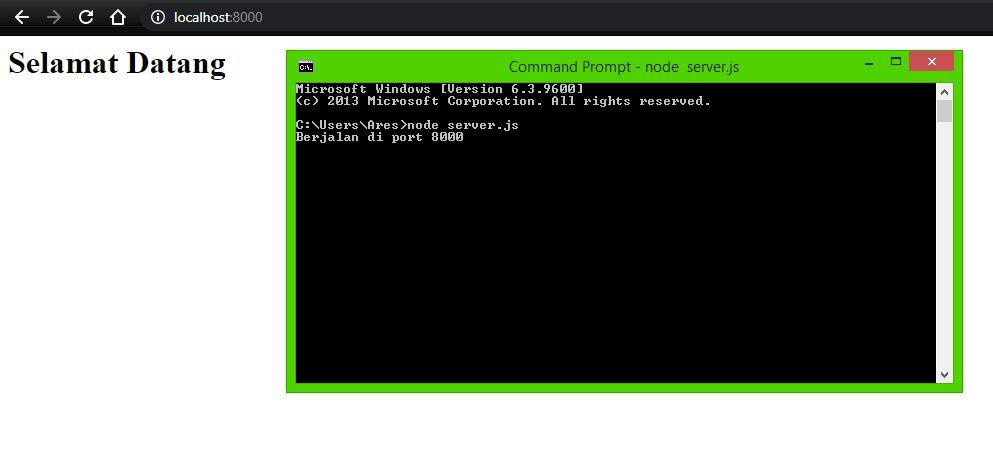 localhost:8000
Selamat Datang
Command Prompt - node  server.js
Microsoft Windows [Version 6.3.9600]
(c) 2013 Microsoft Corporation. All rights reserved.
C:\Users\Ares>node server.js
Berjalan di port 8000